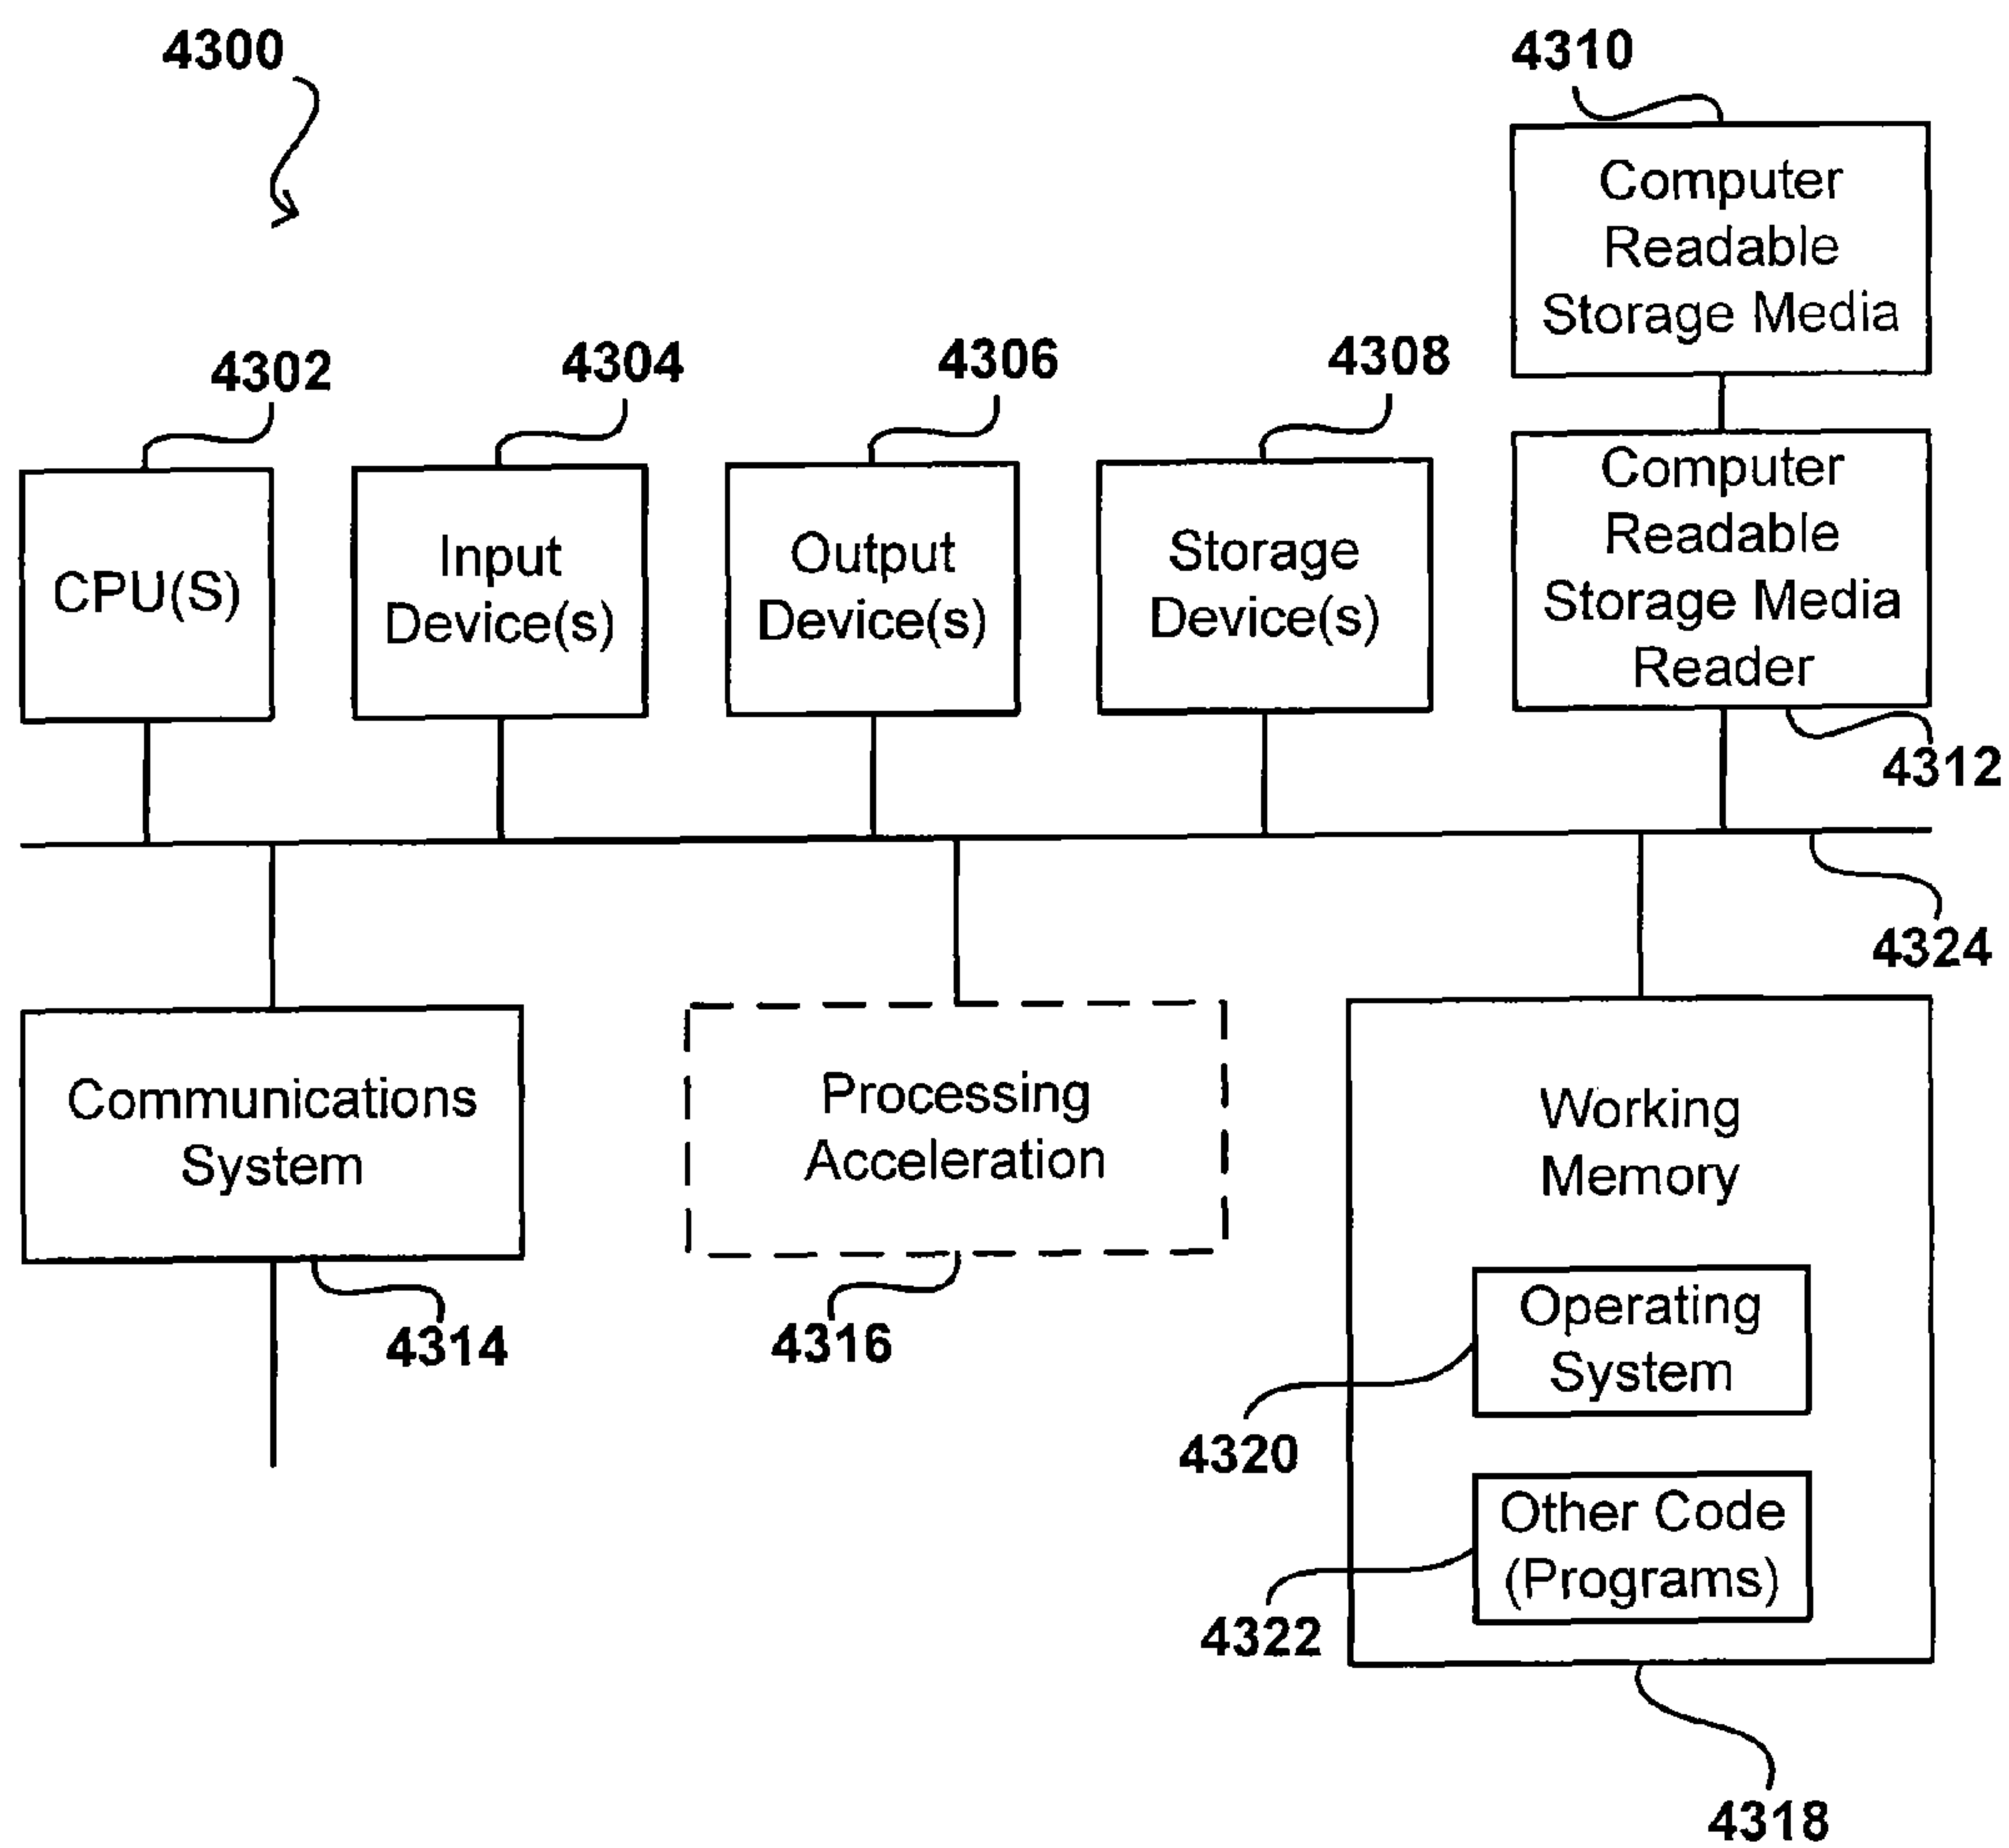 4300
4310
Computer
Readable
Storage Media
4302
4304
4306
4308
CPU(S)
Input
Device(s)
Output
Device(s)
Storage
Device(s)
Computer
Readable
Storage Media
Reader
4312
4324
Communications
System
4314
Processing
Acceleration
4316
Working
Memory
Operating
System
4320
Other Code
(Programs)
4322
4318